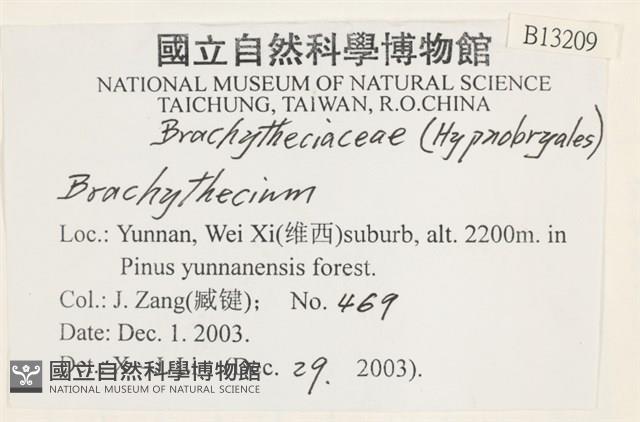 國立自然科學博物館
B13209
NATIONAL MUSEUM OF NATURAL SCIENCE
TAICHUNG, TAIWAN, R.O.CHINA
Brachytheciaceae (Hypnobryales)
Brachythecium
Loc.: Yunnan, Wei Xi(维西)suburb, alt. 2200m. in
Pinus yunnanensis forest.
Col.: J. Zang(臧键); No. 469
Date: Dec. 1. 2003.
(Dec. 29. 2003).
國立自然科學博物館
NATIONAL MUSEUM OF NATURAL SCIENCE